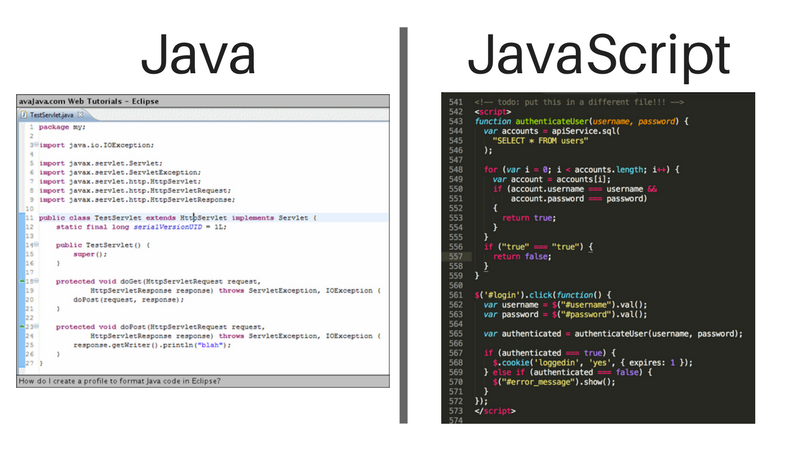 Java
JavaScript
avaJava.com Web Tutorials - Eclipse
TestServlet.java
1 package my;
2
3 import java.io.IOException;
4
5 import javax.servlet.Servlet;
6 import javax.servlet.ServletException;
7 import javax.servlet.http.HttpServlet;
8 import javax.servlet.http.HttpServletRequest;
9 import javax.servlet.http.HttpServletResponse;
10
11 public class TestServlet extends HttpServlet implements Servlet {
12 static final long serialVersionUID = 1L;
13
14 public TestServlet() {
15 super();
16 }
17
18 protected void doGet(HttpServletRequest request,
19 HttpServletResponse response) throws ServletException, IOException {
20 doPost(request, response);
21 }
22
23 protected void doPost(HttpServletRequest request,
24 HttpServletResponse response) throws ServletException, IOException {
25 response.getWriter().println("blah");
26 }
27 }
How do I create a profile to format Java code in Eclipse?
541 <!-- todo: put this in a different file!!! -->
542 <script>
543 function authenticateUser(username, password) {
544 var accounts = apiService.sql(
545 "SELECT * FROM users"
546 );
547
548 for (var i = 0; i < accounts.length; i++) {
549 var account = accounts[i];
550 if (account.username === username &&
551 account.password === password)
552 {
553 return true;
554 }
555 }
556 if ("true" === "true") {
557 return false;
558 }
559 }
560
561 $('#login').click(function() {
562 var username = $("#username").val();
563 var password = $("#password").val();
564
565 var authenticated = authenticateUser(username, password);
566
567 if (authenticated === true) {
568 $.cookie('loggedin', 'yes', { expires: 1 });
569 } else if (authenticated === false) {
570 $("#error_message").show();
571 }
572 });
573 </script>
574